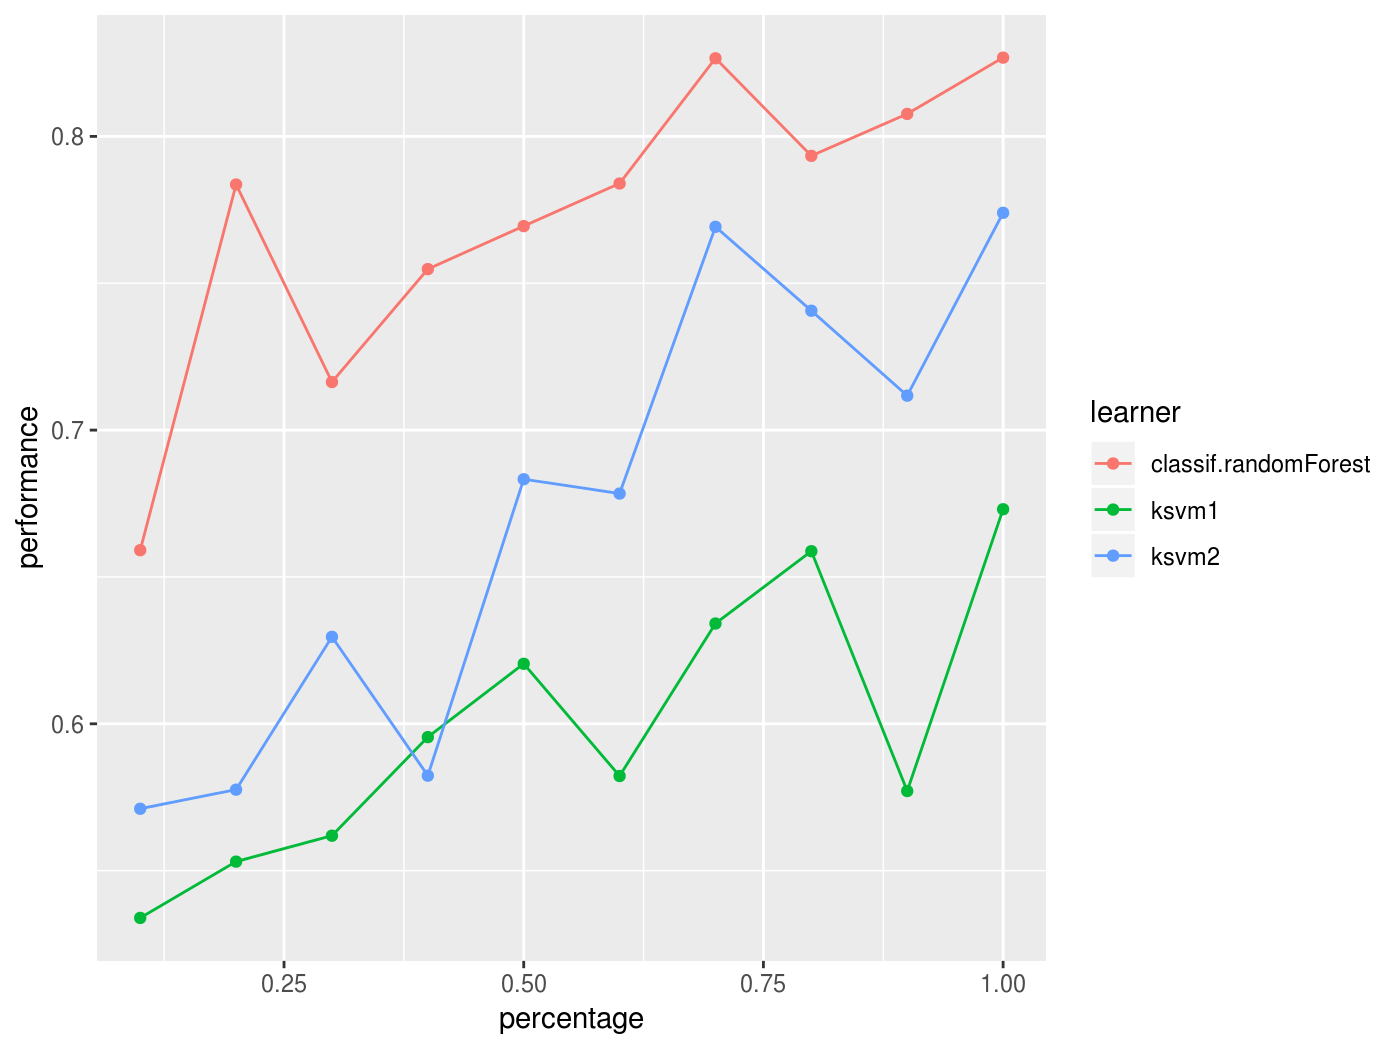 0.8
0.7
0.6
performance
0.25 0.50 0.75 1.00
percentage
learner
classif.randomForest
ksvm1
ksvm2